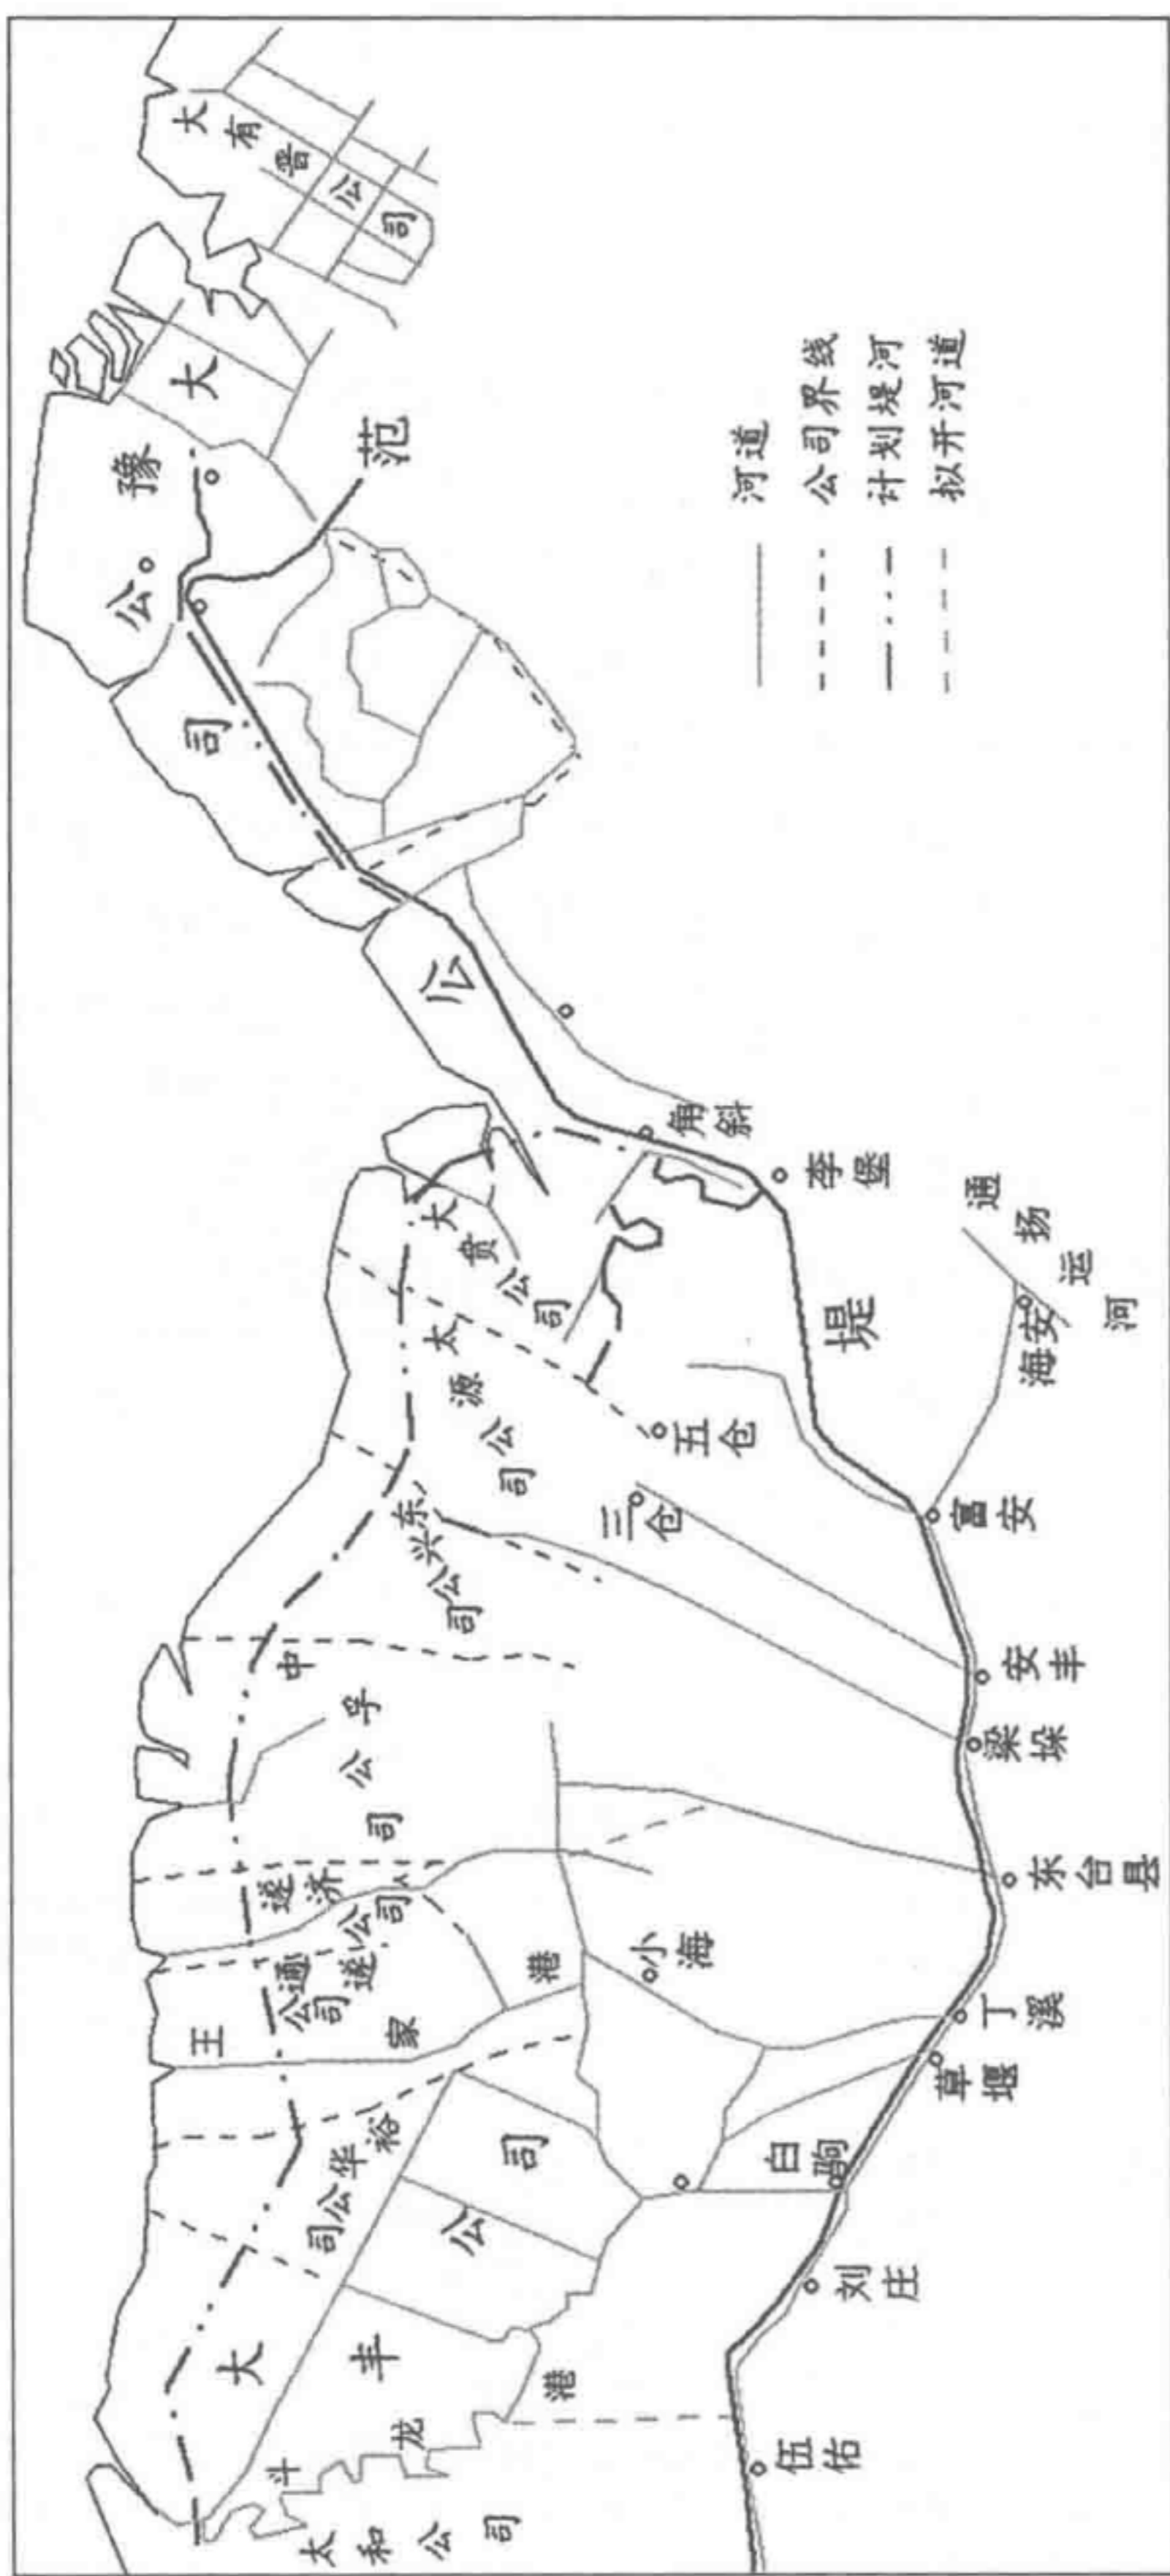 大有晋公司
大豫公司
范公堤
河道
公司界线
计划堤河
拟开河道
角斜
李堡
通扬运河
海安
大贯公司
太源公司
五仓
三仓
富安
东兴公司
安丰
梁垛
中孚公司
东台县
遂济公司
通遂公司
小海
丁溪
王家港
草堰
裕华公司
白驹
大丰公司
刘庄
斗龙港
伍佑
太和公司